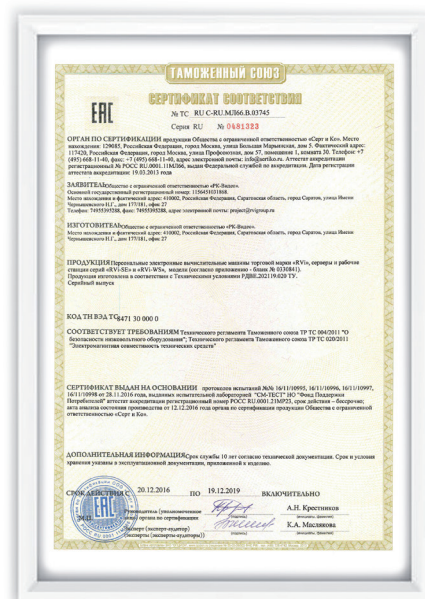 ТАМОЖЕННЫЙ СОЮЗ
СЕРТИФИКАТ СООТВЕТСТВИЯ
ЕАС
№ ТС RU C-RU.МЛ66.В.03745
Серия RU № 0481323
ОРГАН ПО СЕРТИФИКАЦИИ продукции Общества с ограниченной ответственностью «Серт и Ко». Место
нахождения: 129085, Российская Федерация, город Москва, улица Большая Марьинская, дом 5. Фактический адрес:
117420, Российская Федерация, город Москва, улица Профсоюзная, дом 57, помещение 1, комната 30. Телефон: +7
(495) 668-11-40, факс: +7 (495) 668-11-40, адрес электронной почты: info@sertiko.ru. Аттестат аккредитации
регистрационный № РОСС RU.0001.11МЛ66, выдан Федеральной службой по аккредитации. Дата регистрации
аттестата 19.03.2013 года
ЗАЯВИТЕЛЬ Общество с ограниченной ответственностью «РК-Видео».
Основной государственный регистрационный номер: 1156451031868.
Место нахождения и фактический адрес: 410002, Российская Федерация, Саратовская область, город Саратов, улица Имени
Чернышевского Н.Г., дом 177/181, офис 27
Телефон: 74955395288, факс: 74955395288, адрес электронной почты: project@rvigroup.ru
ИЗГОТОВИТЕЛЬ Общество с ограниченной ответственностью «РК-Видео».
Место нахождения и фактический адрес: 410002, Российская Федерация, Саратовская область, город Саратов, улица Имени
Чернышевского Н.Г., дом 177/181, офис 27
ПРОДУКЦИЯ Персональные электронные вычислительные машины торговой марки «RVi», серверы и рабочие
станции серий «RVi-SE» и «RVi-WS», модели (согласно приложению - бланк № 0330841).
Продукция изготовлена в соответствии с Техническими условиями РДВЕ.202119.020 ТУ.
Серийный выпуск
КОД ТН ВЭД ТС 8471 30 000 0
СООТВЕТСТВУЕТ ТРЕБОВАНИЯМ Технического регламента Таможенного союза ТР ТС 004/2011 "О
безопасности низковольтного оборудования"; Технического регламента Таможенного союза ТР ТС 020/2011
"Электромагнитная совместимость технических средств"
СЕРТИФИКАТ ВЫДАН НА ОСНОВАНИИ протоколов испытаний №№ 16/11/10995, 16/11/10996, 16/11/10997,
16/11/10998 от 28.11.2016 года, выданных испытательной лабораторией "СМ-ТЕСТ" НО "Фонд Поддержки
Потребителей" аттестат аккредитации регистрационный номер РОСС RU.0001.21МР23, срок действия – бессрочно;
акта анализа состояния производства от 12.12.2016 года органа по сертификации продукции Общества с ограниченной
ответственностью «Серт и Ко».
ДОПОЛНИТЕЛЬНАЯ ИНФОРМАЦИЯ Срок службы 10 лет согласно технической документации. Срок и условия
хранения указаны в эксплуатационной документации, приложенной к изделию.
СРОК ДЕЙСТВИЯ С 20.12.2016 ПО 19.12.2019 ВКЛЮЧИТЕЛЬНО
М.П.
Руководитель (уполномоченное
лицо) органа по сертификации
(подпись)
А.Н. Крестников
(инициалы, фамилия)
Эксперт (эксперт-аудитор)
(эксперты (эксперты-аудиторы))
(подпись)
К.А. Маслякова
(инициалы, фамилия)
ЕАС